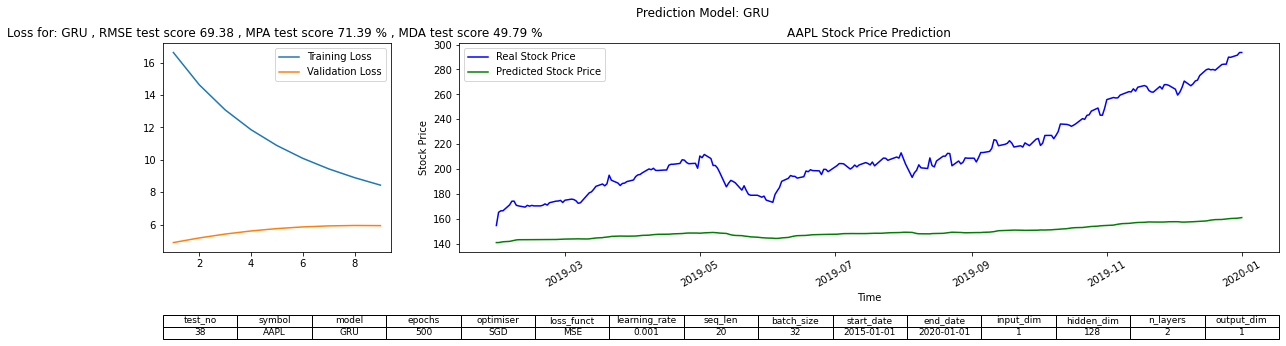 Prediction Model: GRU
Loss for: GRU , RMSE test score 69.38 , MPA test score 71.39 % , MDA test score 49.79 %
AAPL Stock Price Prediction
Training Loss
Validation Loss
16
14
12
10
8
6
2 4 6 8
Real Stock Price
Predicted Stock Price
Stock Price
300
280
260
240
220
200
180
160
140
2019-03 2019-05 2019-07 2019-09 2019-11 2020-01
Time
test_no symbol model epochs optimiser loss_funct learning_rate seq_len batch_size start_date end_date input_dim hidden_dim n_layers output_dim
38 AAPL GRU 500 SGD MSE 0.001 20 32 2015-01-01 2020-01-01 1 128 2 1